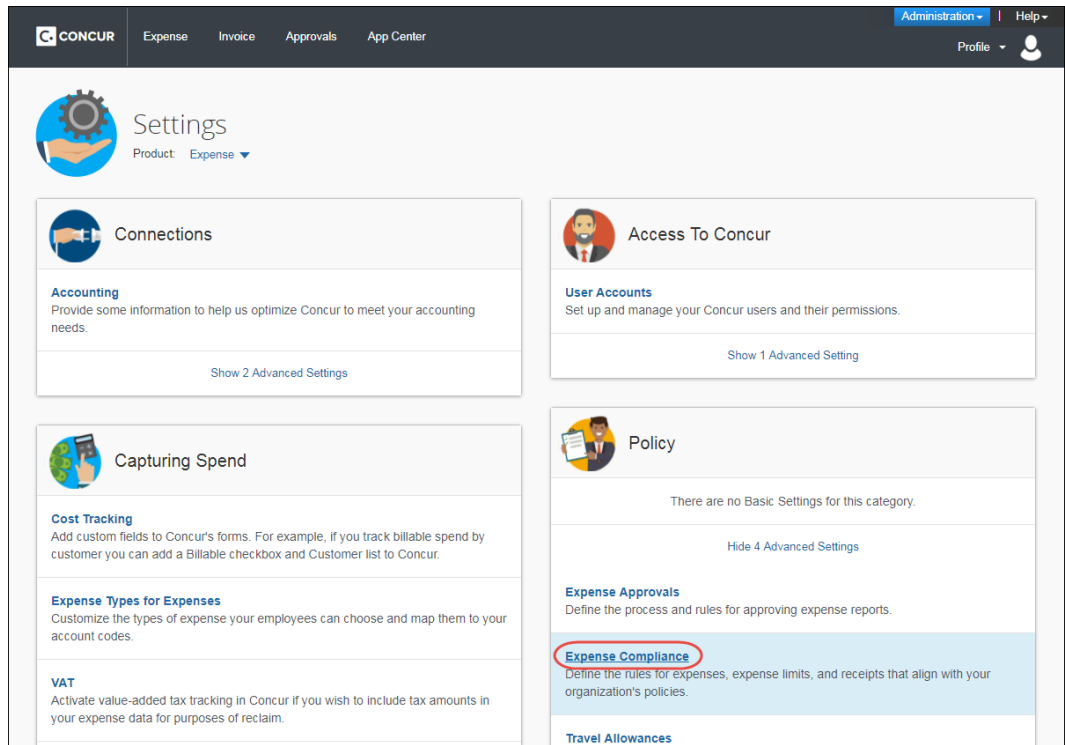 Administration
Help
C. CONCUR
Expense
Invoice
Approvals
App Center
Profile
Settings
Product: Expense
Connections
Accounting
Provide some information to help us optimize Concur to meet your accounting
needs.
Show 2 Advanced Settings
Capturing Spend
Cost Tracking
Add custom fields to Concur's forms. For example, if you track billable spend by
customer you can add a Billable checkbox and Customer list to Concur.
Expense Types for Expenses
Customize the types of expense your employees can choose and map them to your
account codes.
VAT
Activate value-added tax tracking in Concur if you wish to include tax amounts in
your expense data for purposes of reclaim.
Access To Concur
User Accounts
Set up and manage your Concur users and their permissions.
Show 1 Advanced Setting
Policy
There are no Basic Settings for this category.
Hide 4 Advanced Settings
Expense Approvals
Define the process and rules for approving expense reports.
Expense Compliance
Define the rules for expenses, expense limits, and receipts that align with your
organization's policies.
Travel Allowances